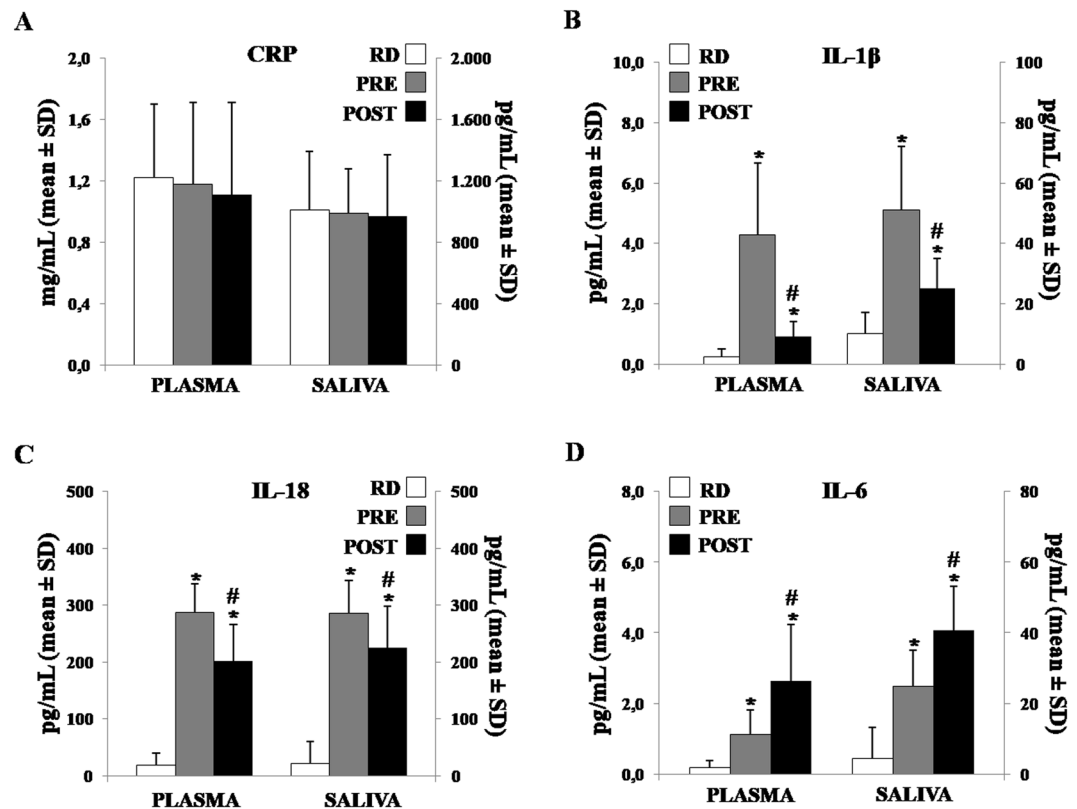 A
CRP
RD
PRE
POST
2,0
1,6
1,2
0,8
0,4
0,0
mg/mL (mean ± SD)
2.000
1.600
1.200
800
400
0
pg/mL (mean ± SD)
PLASMA
SALIVA
B
IL-1β
RD
PRE
POST
10,0
8,0
6,0
4,0
2,0
0,0
pg/mL (mean ± SD)
100
80
60
40
20
0
pg/mL (mean ± SD)
*
#
*
*
#
*
PLASMA
SALIVA
C
IL-18
RD
PRE
POST
500
400
300
200
100
0
pg/mL (mean ± SD)
500
400
300
200
100
0
pg/mL (mean ± SD)
*
#
*
*
#
*
PLASMA
SALIVA
D
IL-6
RD
PRE
POST
8,0
6,0
4,0
2,0
0,0
pg/mL (mean ± SD)
80
60
40
20
0
pg/mL (mean ± SD)
*
#
*
*
#
*
PLASMA
SALIVA